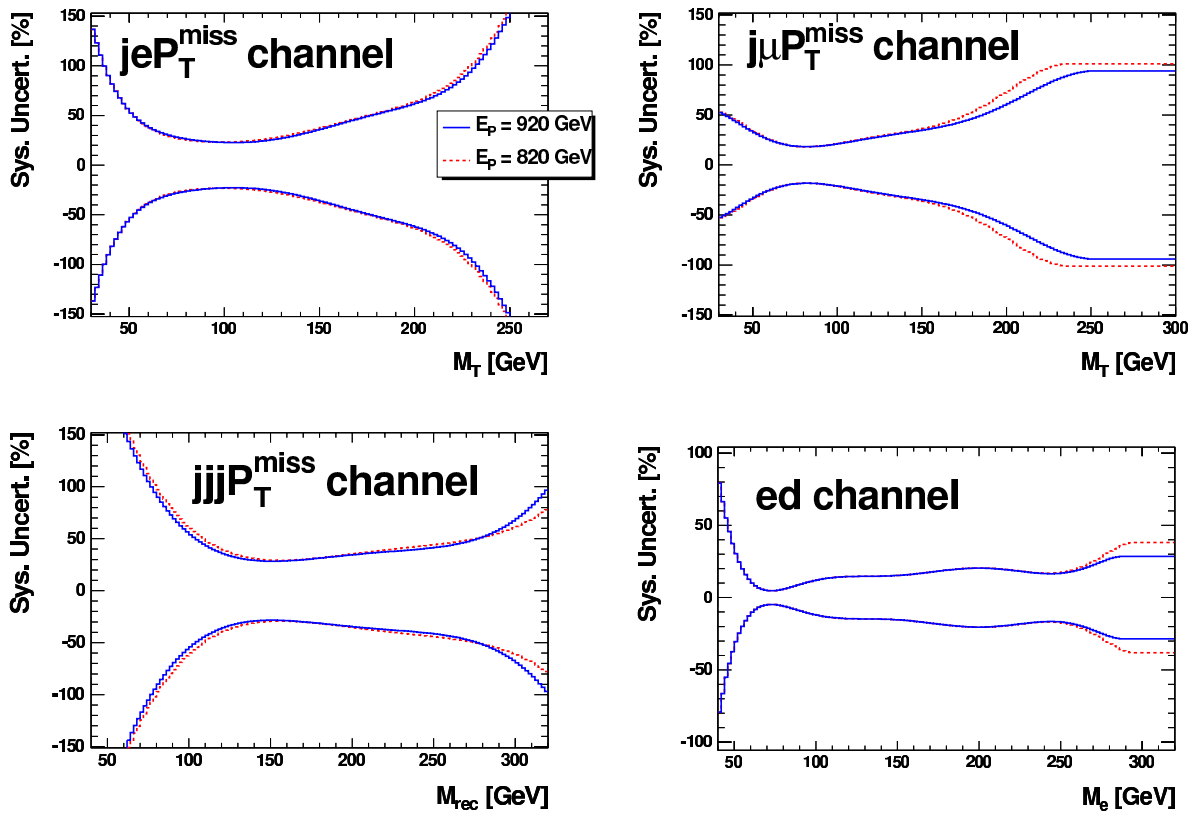 Sys. Uncert. [%]
150
100
50
0
-50
-100
-150
jeP_T^miss channel
E_P = 920 GeV
E_P = 820 GeV
50 100 150 200 250
M_T [GeV]
Sys. Uncert. [%]
150
100
50
0
-50
-100
-150
jμP_T^miss channel
50 100 150 200 250 300
M_T [GeV]
Sys. Uncert. [%]
150
100
50
0
-50
-100
-150
jjjP_T^miss channel
50 100 150 200 250 300
M_rec [GeV]
Sys. Uncert. [%]
100
50
0
-50
-100
ed channel
50 100 150 200 250 300
M_e [GeV]